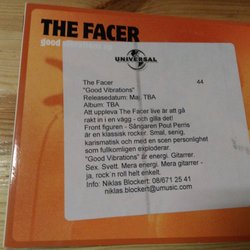 THE FACER
good vibrations ep
UNIVERSAL
The Facer 44
"Good Vibrations"
Releasedatum: Maj, TBA
Album: TBA
Att uppleva The Facer live är att gå
rakt in i en vägg - och gilla det!
Front figuren - Sångaren Poul Perris
är en klassisk rocker. Smal, senig,
karismatisk och med en scen personlighet
som fullkomligen exploderar.
"Good Vibrations" är energi. Gitarrer.
Sex. Svett. Mera energi. Mera gitarrer -
ja, rock n roll helt enkelt.
Info: Niklas Blockert: 08/671 25 41
niklas.blockert@umusic.com